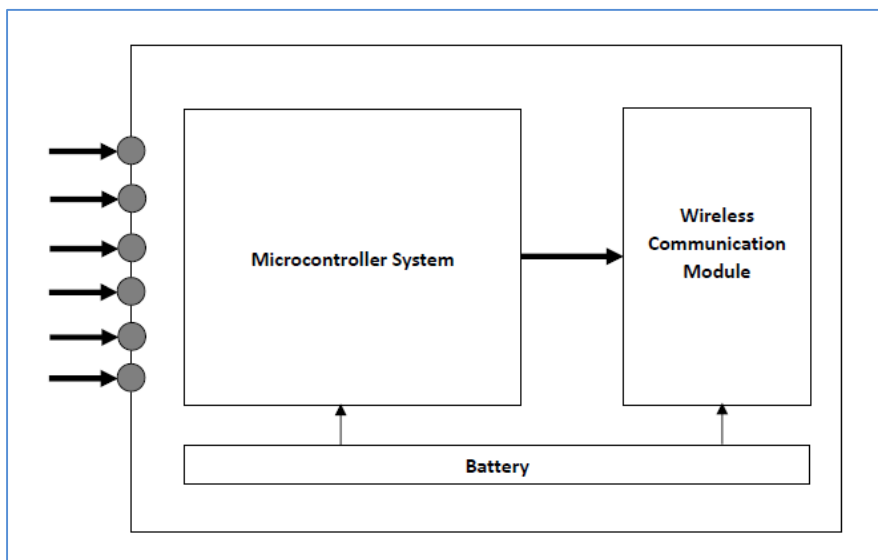 Microcontroller System
Wireless
Communication
Module
Battery